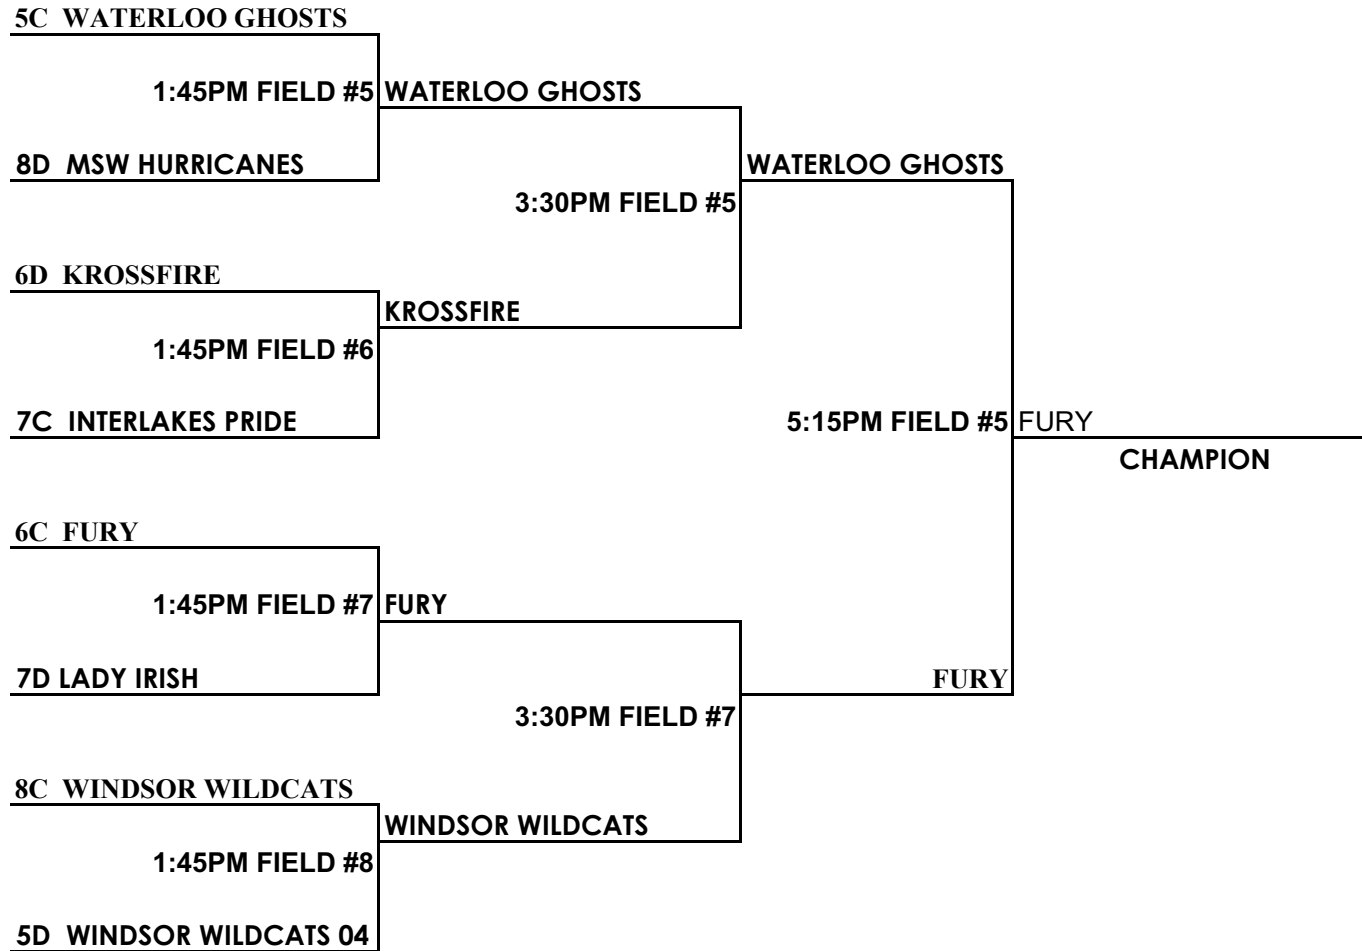 5C  WATERLOO GHOSTS
1:45PM FIELD #5 WATERLOO GHOSTS
8D  MSW HURRICANES
WATERLOO GHOSTS
3:30PM FIELD #5
6D  KROSSFIRE
KROSSFIRE
1:45PM FIELD #6
7C  INTERLAKES PRIDE
5:15PM FIELD #5 FURY
CHAMPION
6C  FURY
1:45PM FIELD #7 FURY
7D LADY IRISH
FURY
3:30PM FIELD #7
8C  WINDSOR WILDCATS
WINDSOR WILDCATS
1:45PM FIELD #8
5D  WINDSOR WILDCATS 04